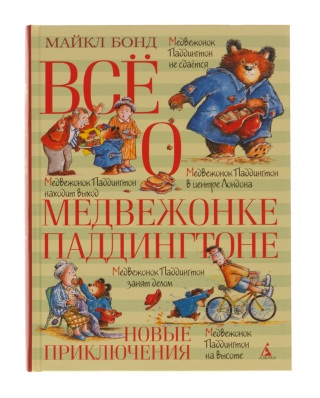 МАЙКЛ БОНД
Медвежонок
Паддингтон
не сдаётся
ВСЁ
О
Медвежонок Паддингтон
находит выход
Медвежонок Паддингтон
в центре Лондона
МЕДВЕЖОНКЕ
ПАДДИНГТОНЕ
Медвежонок Паддингтон
занят делом
НОВЫЕ
ПРИКЛЮЧЕНИЯ
Медвежонок
Паддингтон
на высоте